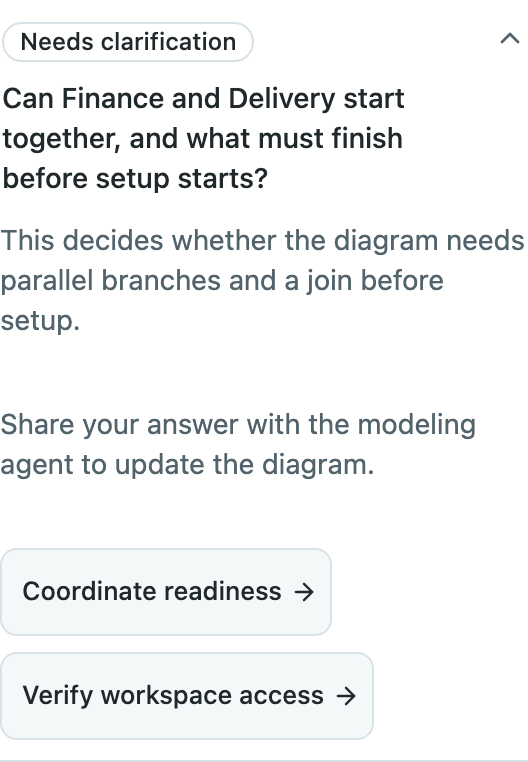 Needs clarification
Can Finance and Delivery start
together, and what must finish
before setup starts?
This decides whether the diagram needs
parallel branches and a join before
setup.
Share your answer with the modeling
agent to update the diagram.
Coordinate readiness →
Verify workspace access →